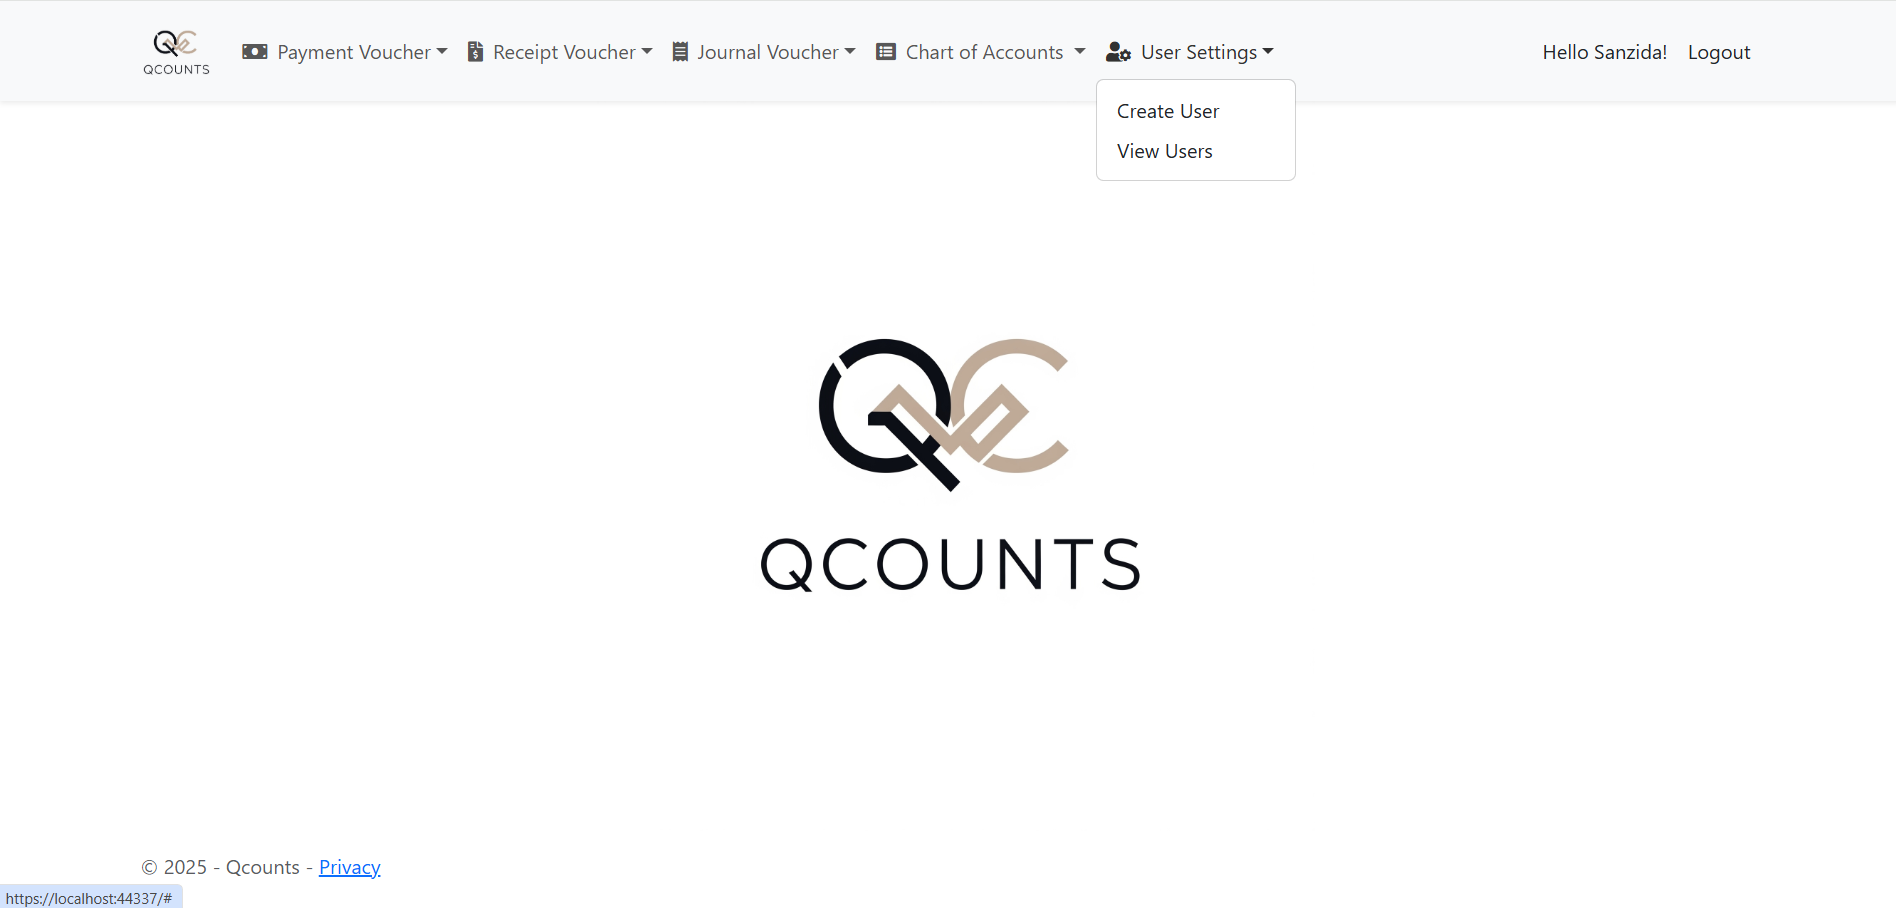 QCOUNTS
Payment Voucher
Receipt Voucher
Journal Voucher
Chart of Accounts
User Settings
Hello Sanzida!
Logout
Create User
View Users
QC
QCOUNTS
© 2025 - Qcounts - Privacy
https://localhost:44337/#